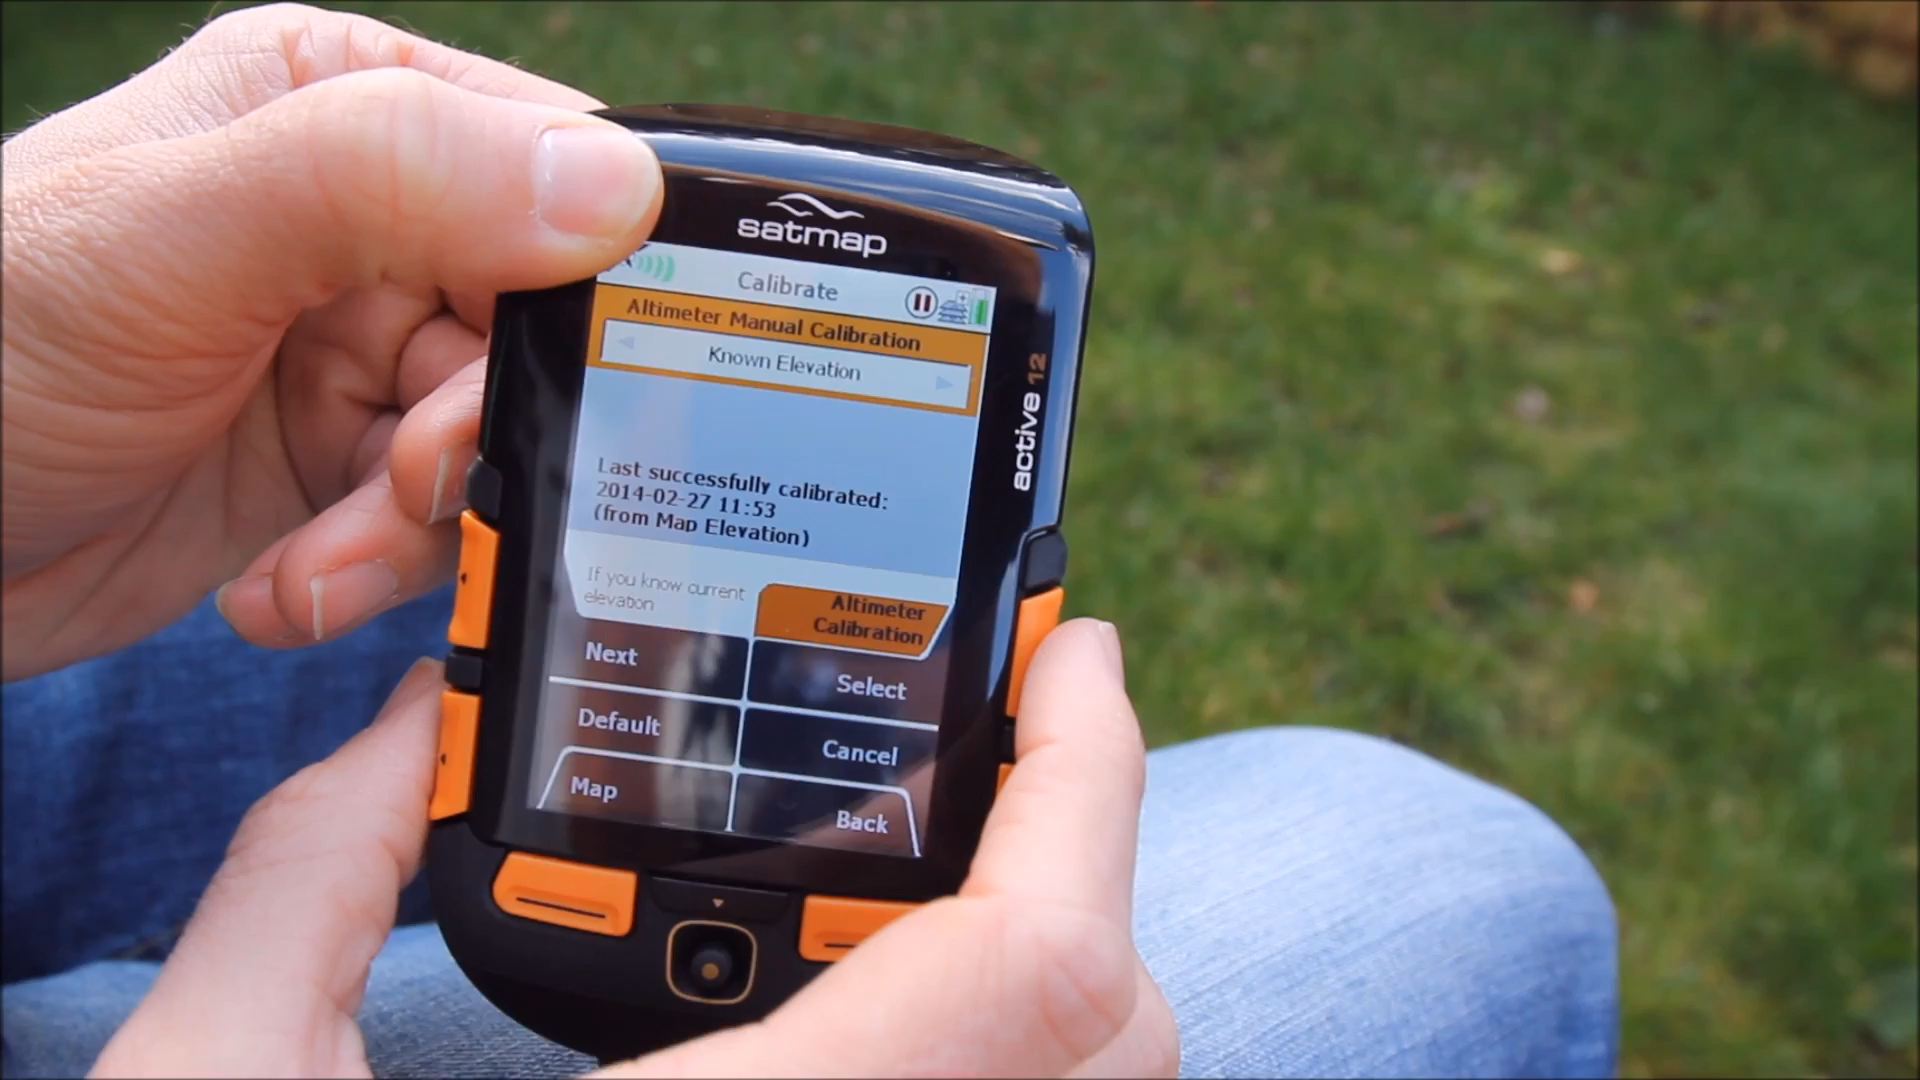 satmap
Calibrate
Altimeter Manual Calibration
Known Elevation
active 12
Last successfully calibrated:
2014-02-27 11:53
(from Map Elevation)
If you know current
elevation
Altimeter
Calibration
Next
Select
Default
Cancel
Map
Back